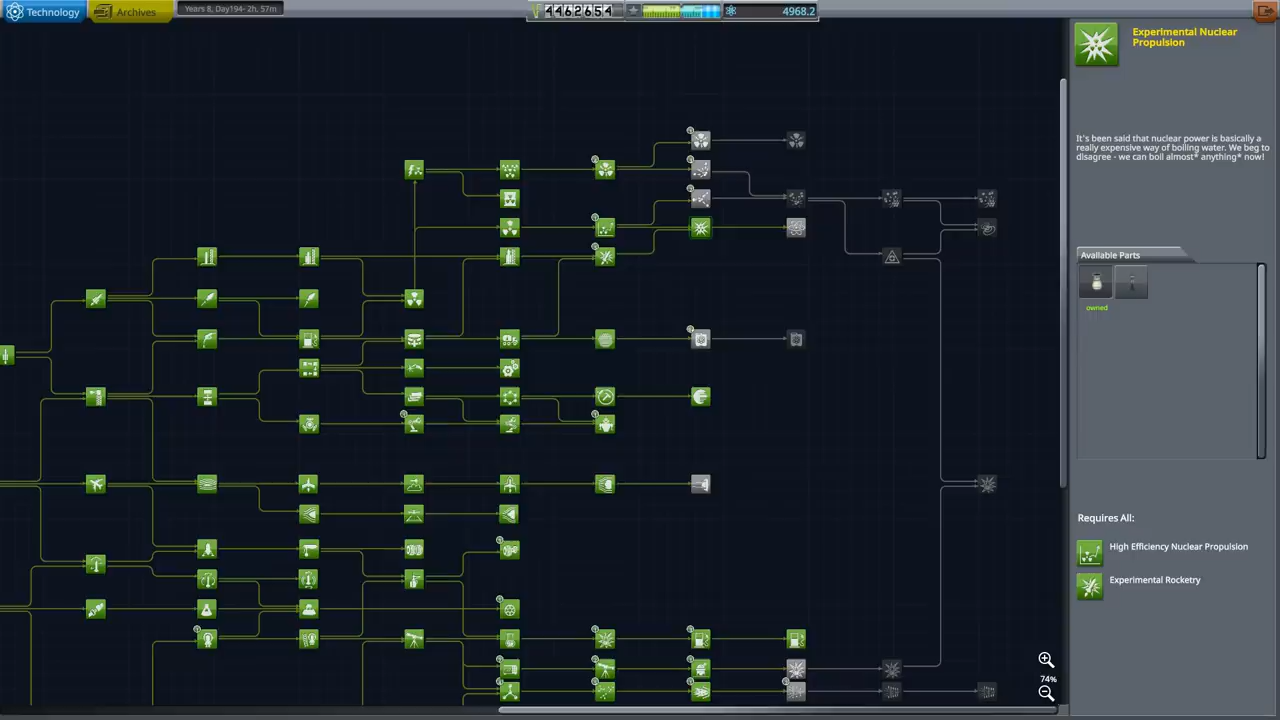 Technology
Archives
Years 8, Day194- 2h, 57m
4462654
4968.2
Experimental Nuclear
Propulsion
It's been said that nuclear power is basically a
really expensive way of boiling water. We beg to
disagree - we can boil almost* anything* now!
Available Parts
owned
Requires All:
High Efficiency Nuclear Propulsion
Experimental Rocketry
74%